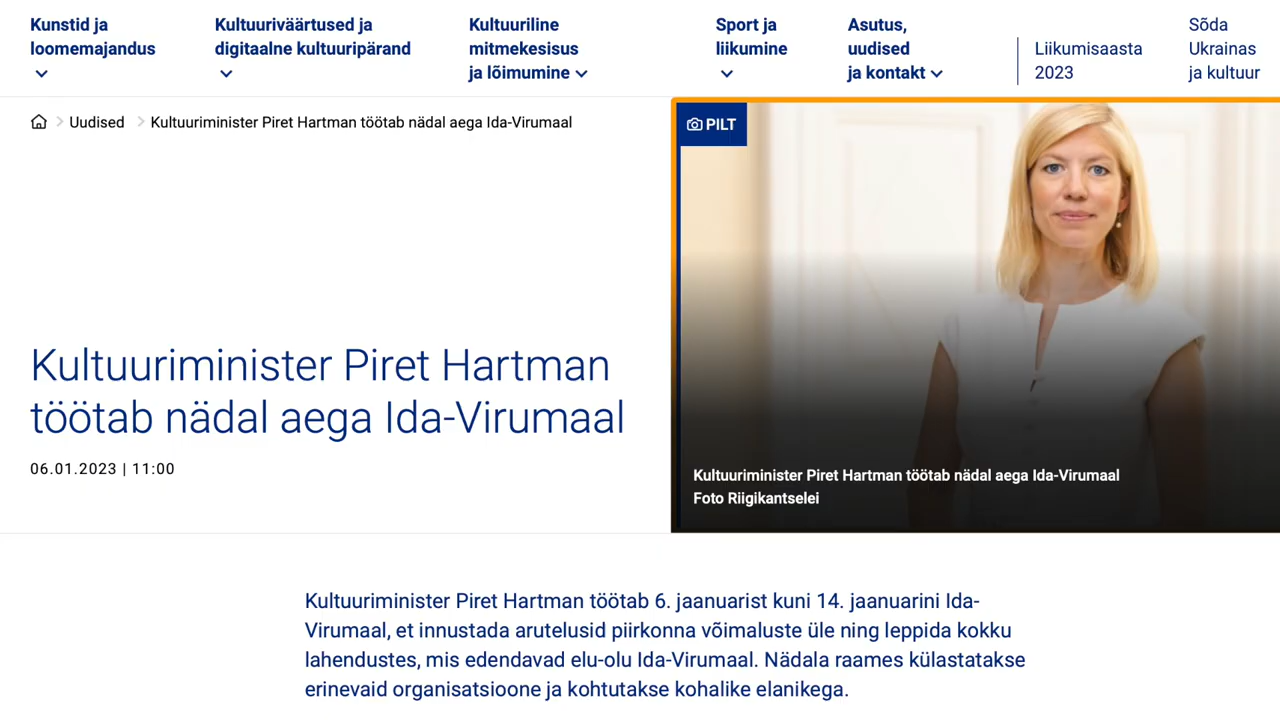 Kunstid ja
loomemajandus
Kultuuriväärtused ja
digitaalne kultuuripärand
Kultuuriline
mitmekesisus
ja lõimumine
Sport ja
liikumine
Asutus,
uudised
ja kontakt
Liikumisaasta
2023
Sõda
Ukrainas
ja kultuur
Uudised
Kultuuriminister Piret Hartman töötab nädal aega Ida-Virumaal
PILT
Kultuuriminister Piret Hartman
töötab nädal aega Ida-Virumaal
06.01.2023 | 11:00
Kultuuriminister Piret Hartman töötab nädal aega Ida-Virumaal
Foto Riigikantselei
Kultuuriminister Piret Hartman töötab 6. jaanuarist kuni 14. jaanuarini Ida-
Virumaal, et innustada arutelusid piirkonna võimaluste üle ning leppida kokku
lahendustes, mis edendavad elu-olu Ida-Virumaal. Nädala raames külastatakse
erinevaid organisatsioone ja kohtutakse kohalike elanikega.